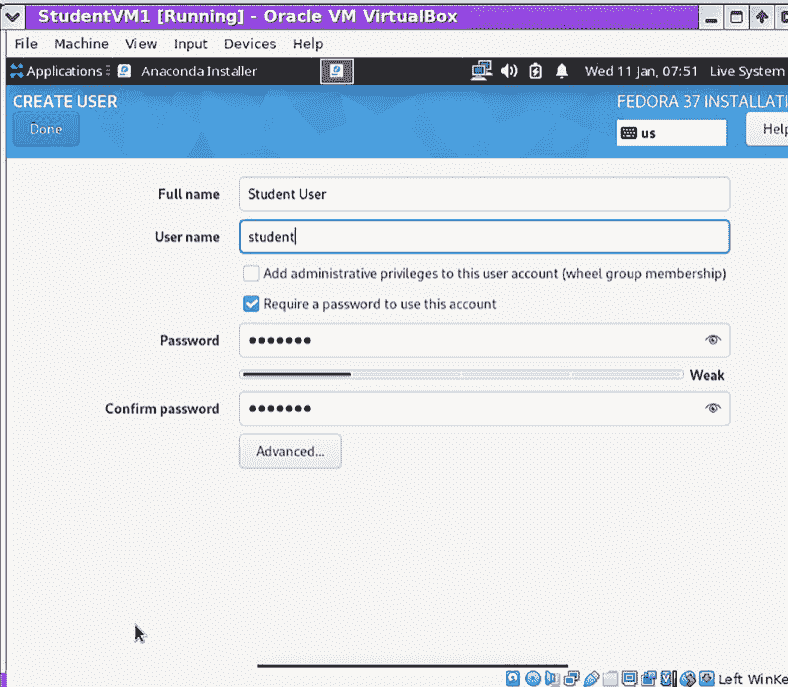 StudentVM1 [Running] - Oracle VM VirtualBox
File Machine View Input Devices Help
Applications Anaconda Installer Wed 11 Jan, 07:51 Live System
CREATE USER FEDORA 37 INSTALLATI
Done us Help
Full name Student User
User name student
Add administrative privileges to this user account (wheel group membership)
Require a password to use this account
Password •••••••
Weak
Confirm password •••••••
Advanced...
Left WinKe